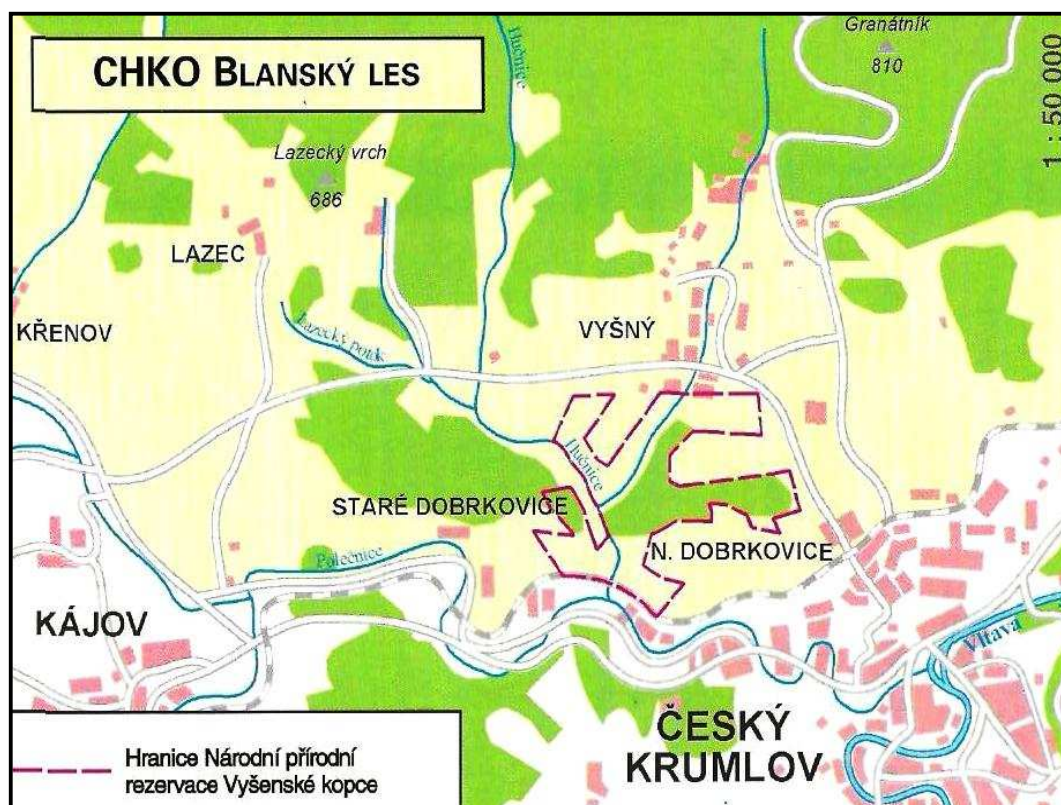 CHKO BLANSKÝ LES
Hučnice
Granátník
810
1 : 50 000
Lazecký vrch
686
LAZEC
KŘENOV
Lazecký potok
VYŠNÝ
Hučnice
STARÉ DOBRKOVICE
N. DOBRKOVICE
Polečnice
KÁJOV
Vltava
ČESKÝ
KRUMLOV
Hranice Národní přírodní
rezervace Vyšenské kopce